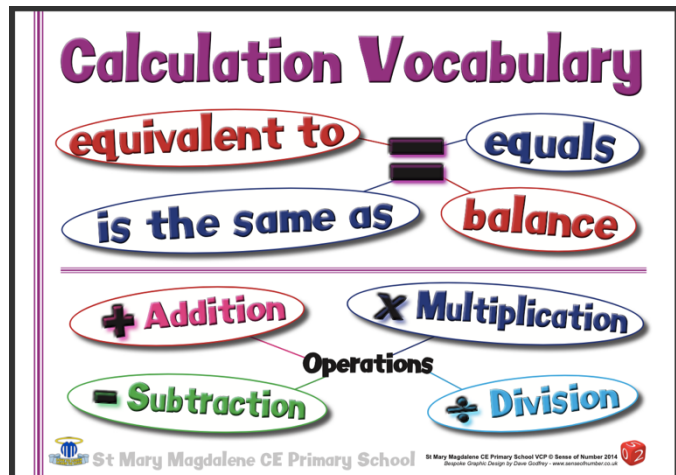 Calculation Vocabulary
equivalent to
=
equals
is the same as
balance
+ Addition
x Multiplication
Operations
- Subtraction
÷ Division
St Mary Magdalene CE Primary School
St Mary Magdalene CE Primary School VCP © Sense of Number 2014
Bespoke Graphic Design by Dave Godfrey - www.senseofnumber.co.uk
02